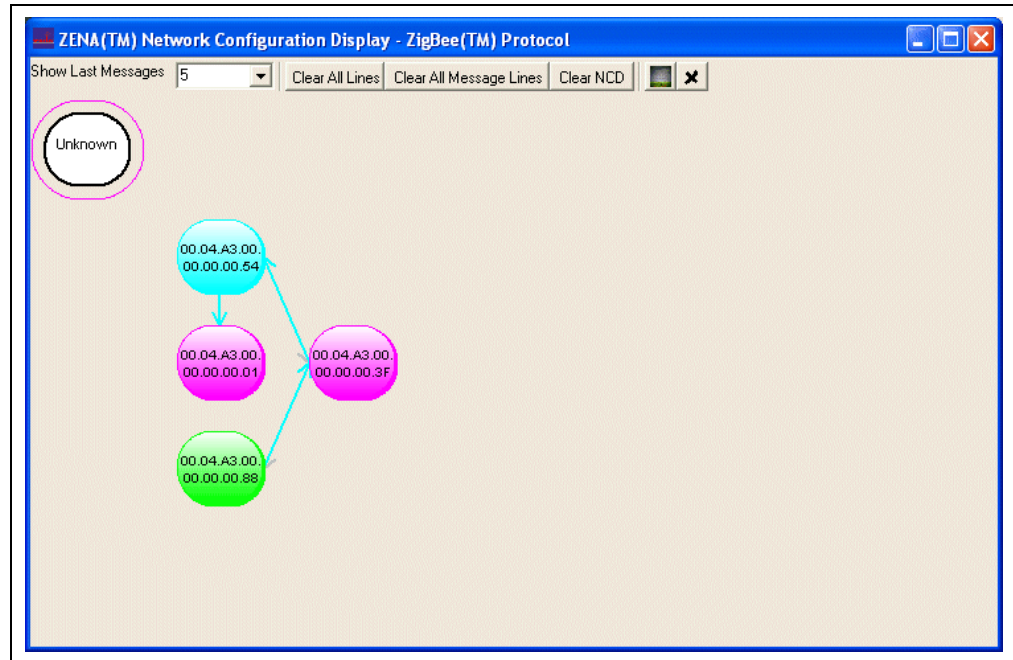 ZENA(TM) Network Configuration Display - ZigBee(TM) Protocol
Show Last Messages 5 Clear All Lines Clear All Message Lines Clear NCD
Unknown
00.04.A3.00.
00.00.00.54
00.04.A3.00.
00.00.00.01
00.04.A3.00.
00.00.00.3F
00.04.A3.00.
00.00.00.88